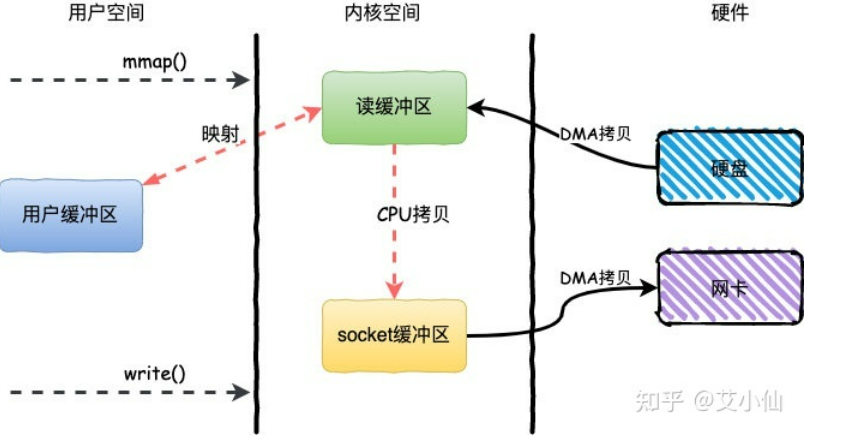 用户空间
内核空间
硬件
mmap()
读缓冲区
DMA拷贝
映射
硬盘
用户缓冲区
CPU拷贝
DMA拷贝
网卡
socket缓冲区
write()
知乎 @艾小仙